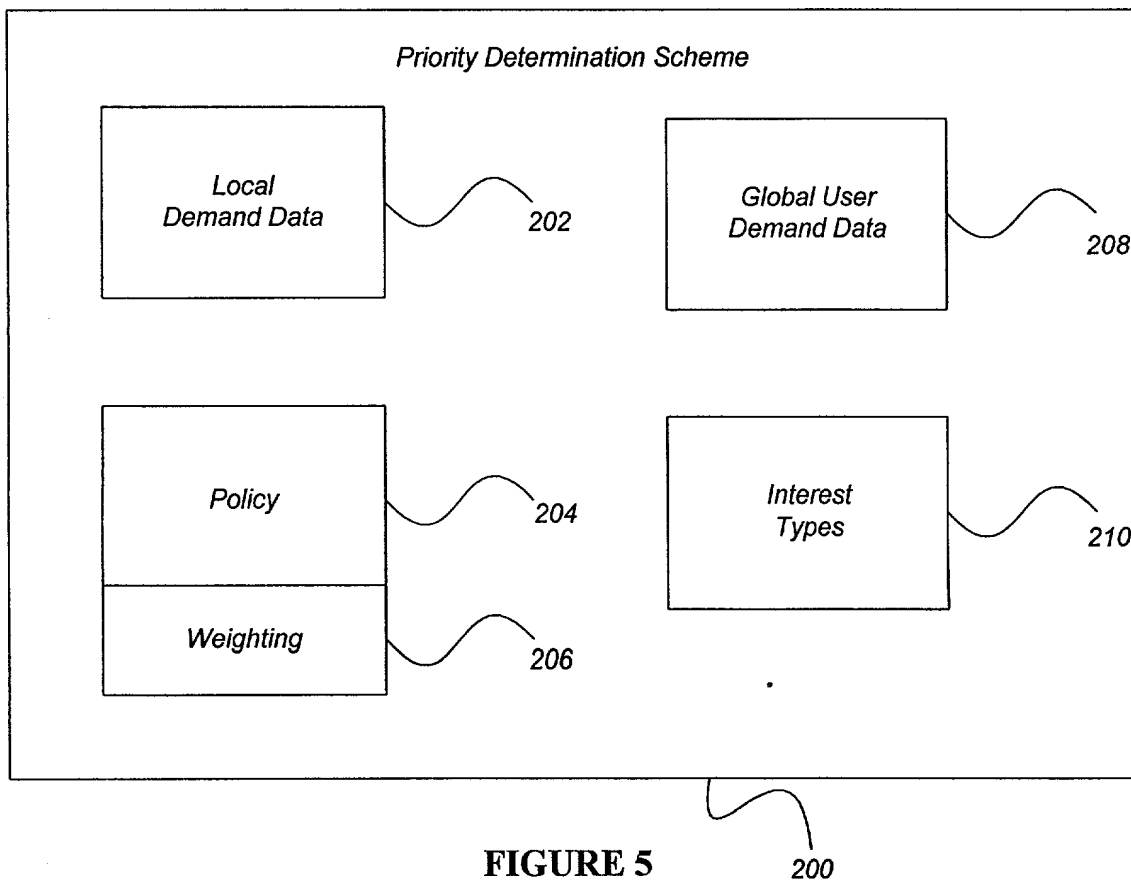 Priority Determination Scheme
Local
Demand Data
202
Global User
Demand Data
208
Policy
204
Weighting
206
Interest
Types
210
FIGURE 5
200